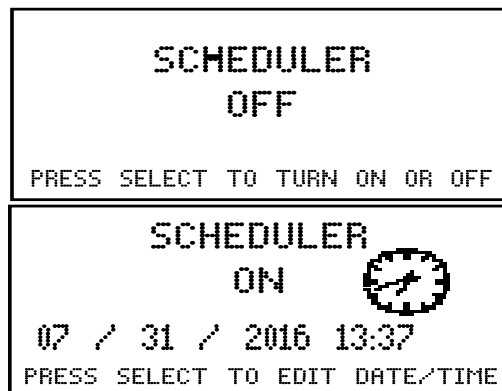 SCHEDULER
OFF
PRESS SELECT TO TURN ON OR OFF
SCHEDULER
ON
07 / 31 / 2016 13:37
PRESS SELECT TO EDIT DATE/TIME